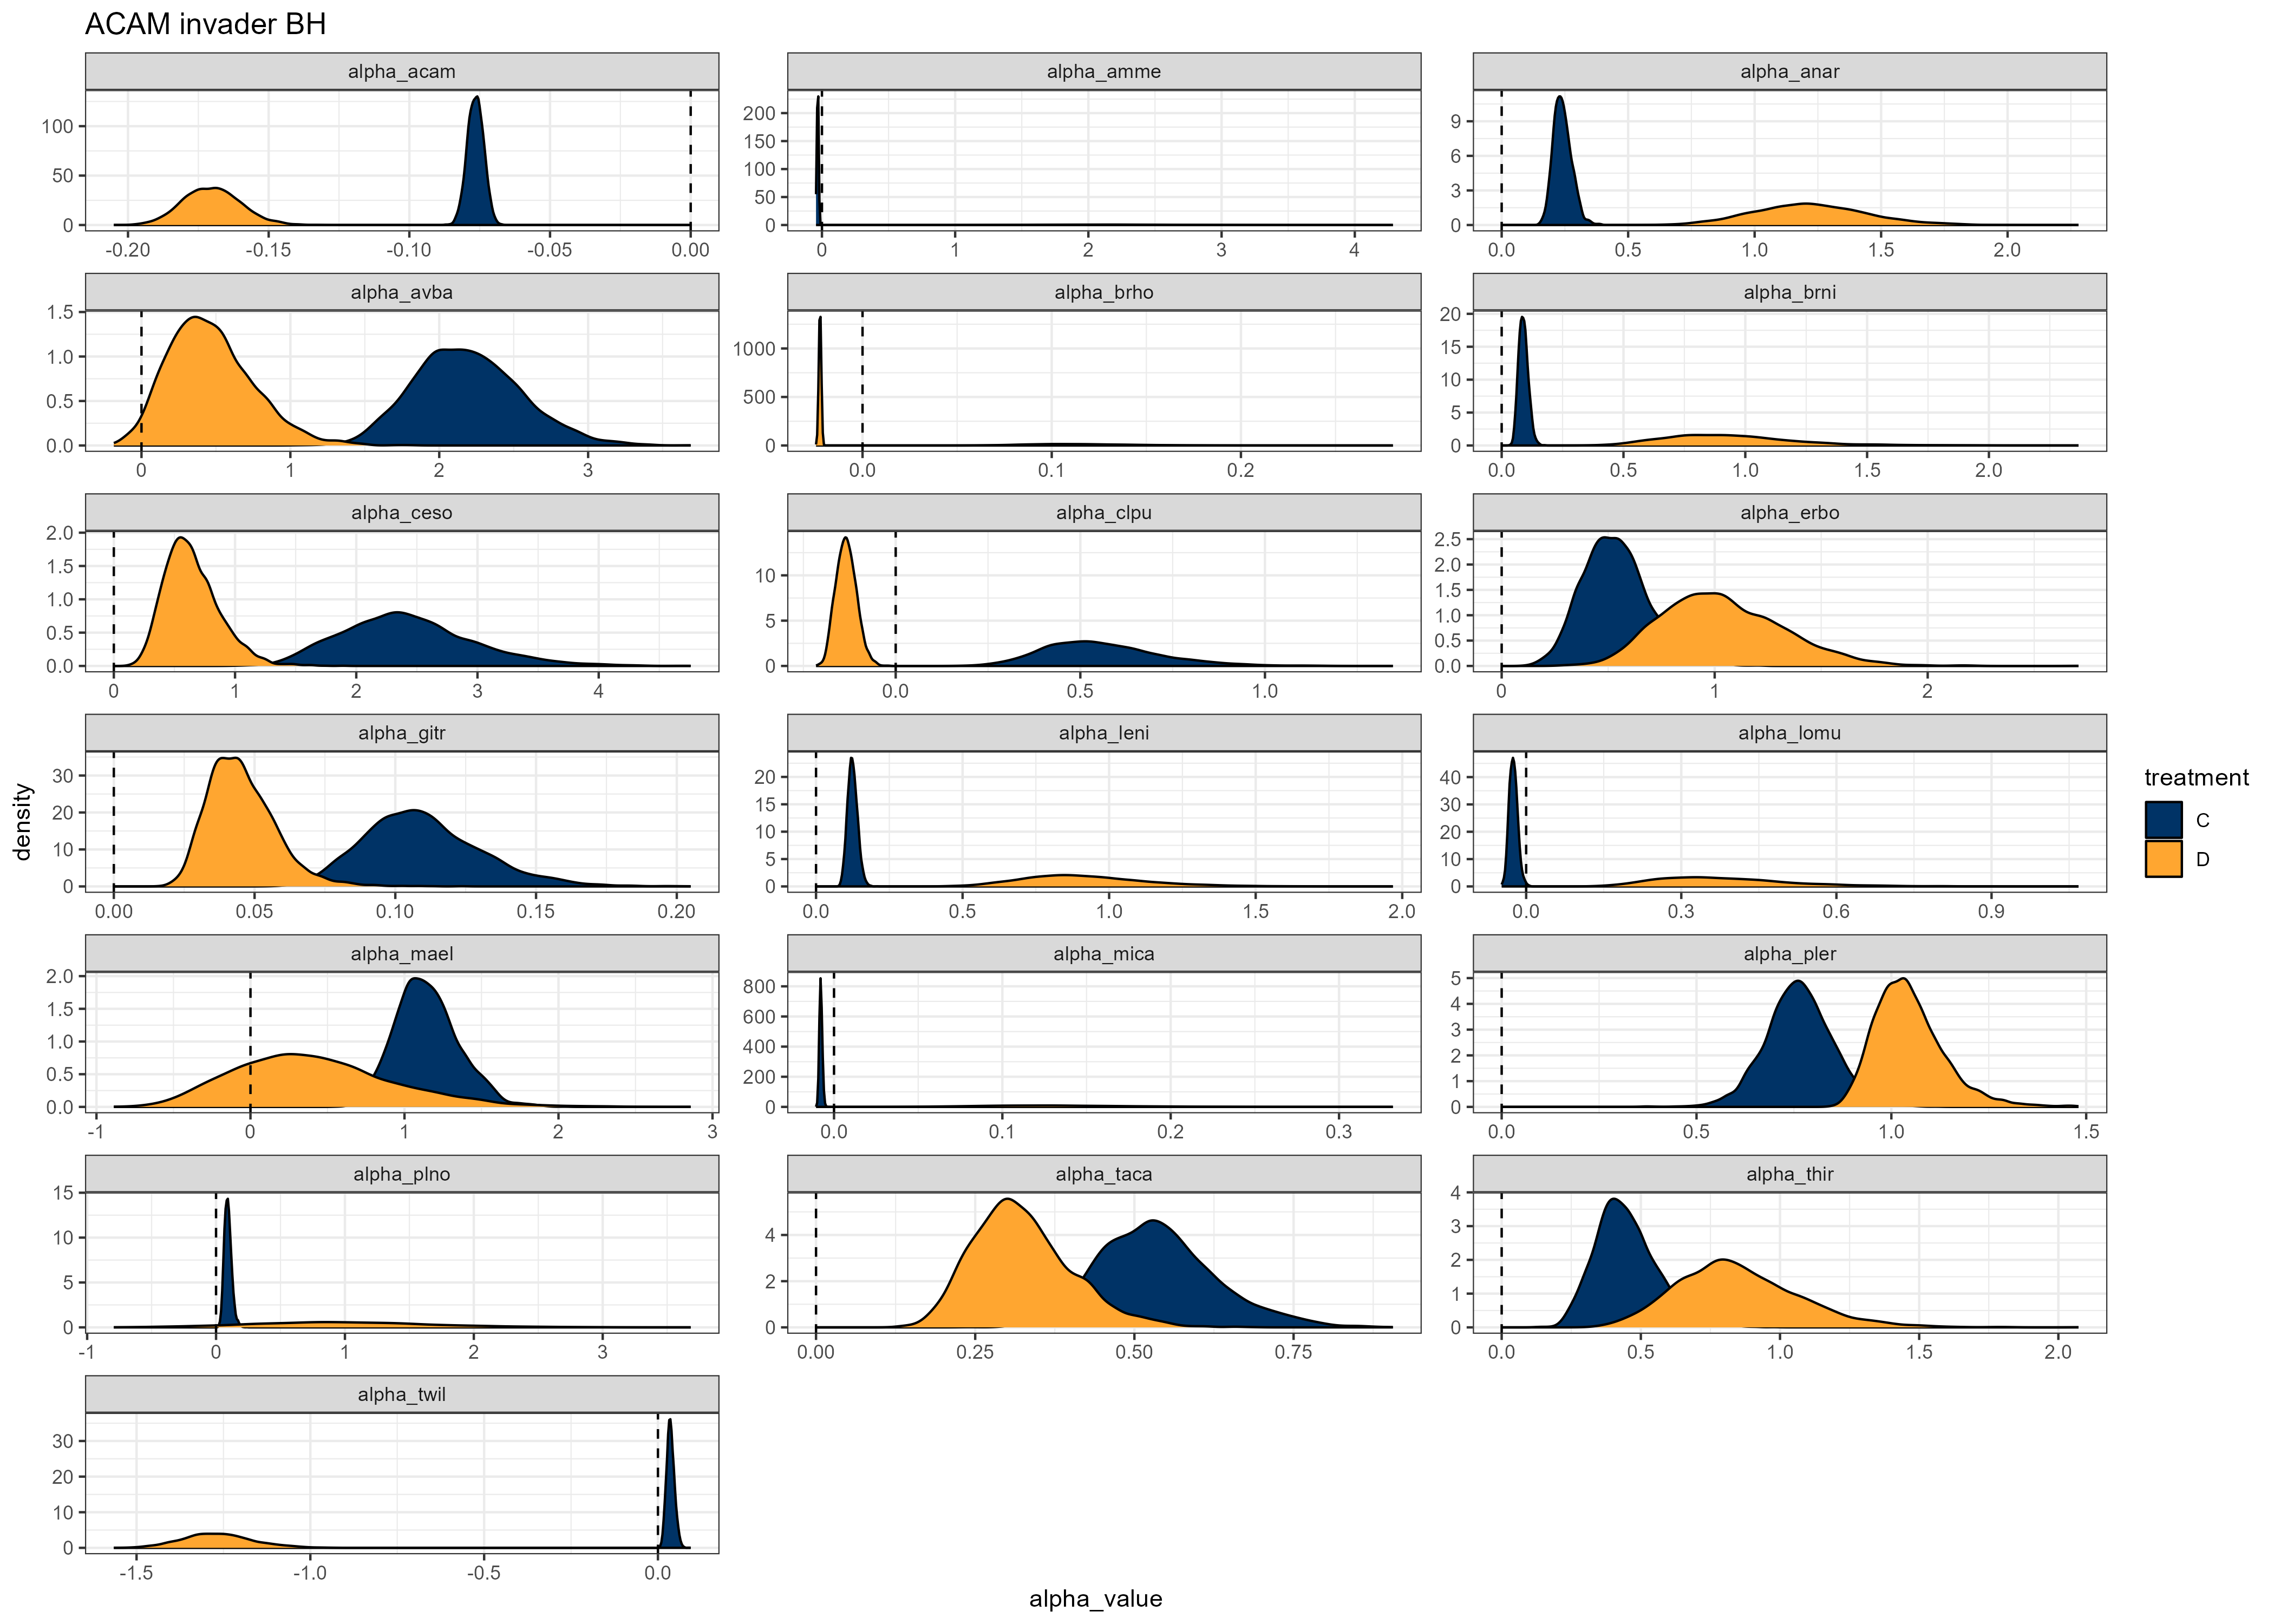 ACAM invader BH
alpha_acam alpha_amme alpha_anar
100
50
0
-0.20 -0.15 -0.10 -0.05 0.00
200
150
100
50
0
0 1 2 3 4
9
6
3
0
0.0 0.5 1.0 1.5 2.0
alpha_avba alpha_brho alpha_brni
1.5
1.0
0.5
0.0
0 1 2 3
1000
500
0
0.0 0.1 0.2
20
15
10
5
0
0.0 0.5 1.0 1.5 2.0
alpha_ceso alpha_clpu alpha_erbo
2.0
1.5
1.0
0.5
0.0
0 1 2 3 4
10
5
0
0.0 0.5 1.0
2.5
2.0
1.5
1.0
0.5
0.0
0 1 2
alpha_gitr alpha_leni alpha_lomu
30
20
10
0
0.00 0.05 0.10 0.15 0.20
20
15
10
5
0
0.0 0.5 1.0 1.5 2.0
40
30
20
10
0
0.0 0.3 0.6 0.9
alpha_mael alpha_mica alpha_pler
2.0
1.5
1.0
0.5
0.0
-1 0 1 2 3
800
600
400
200
0
0.0 0.1 0.2 0.3
5
4
3
2
1
0
0.0 0.5 1.0 1.5
alpha_plno alpha_taca alpha_thir
15
10
5
0
-1 0 1 2 3
4
2
0
0.00 0.25 0.50 0.75
4
3
2
1
0
0.0 0.5 1.0 1.5 2.0
alpha_twil
30
20
10
0
-1.5 -1.0 -0.5 0.0
density
alpha_value
treatment
C
D